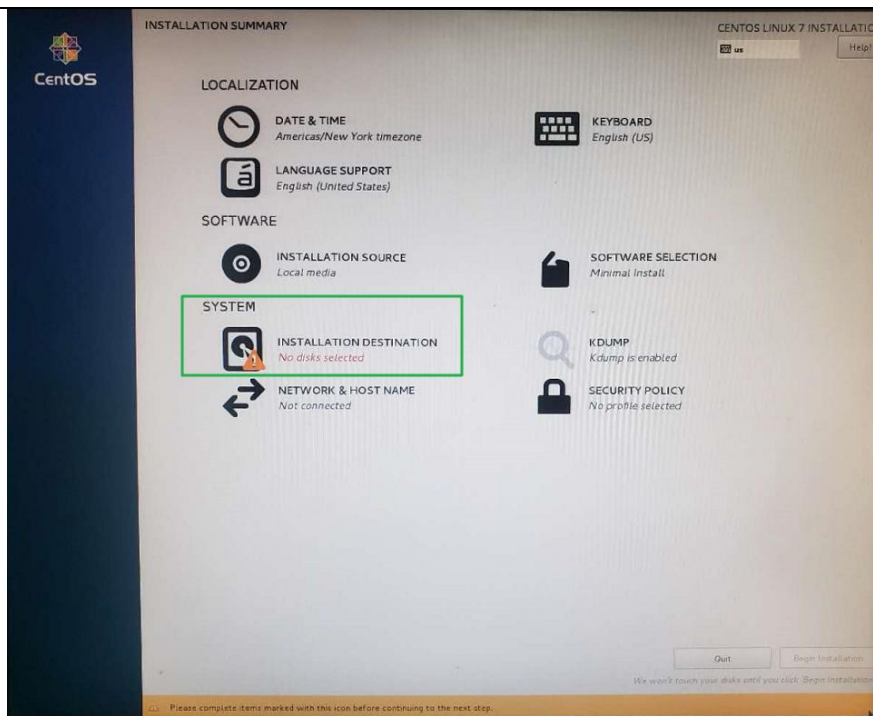 INSTALLATION SUMMARY
CENTOS LINUX 7 INSTALLATIO
us
Help!
CentOS
LOCALIZATION
DATE & TIME
Americas/New York timezone
KEYBOARD
English (US)
á
LANGUAGE SUPPORT
English (United States)
SOFTWARE
INSTALLATION SOURCE
Local media
SOFTWARE SELECTION
Minimal Install
SYSTEM
INSTALLATION DESTINATION
No disks selected
KDUMP
Kdump is enabled
NETWORK & HOST NAME
Not connected
SECURITY POLICY
No profile selected
Quit
Begin Installation
We won't touch your disks until you click 'Begin Installation
Please complete items marked with this icon before continuing to the next step.